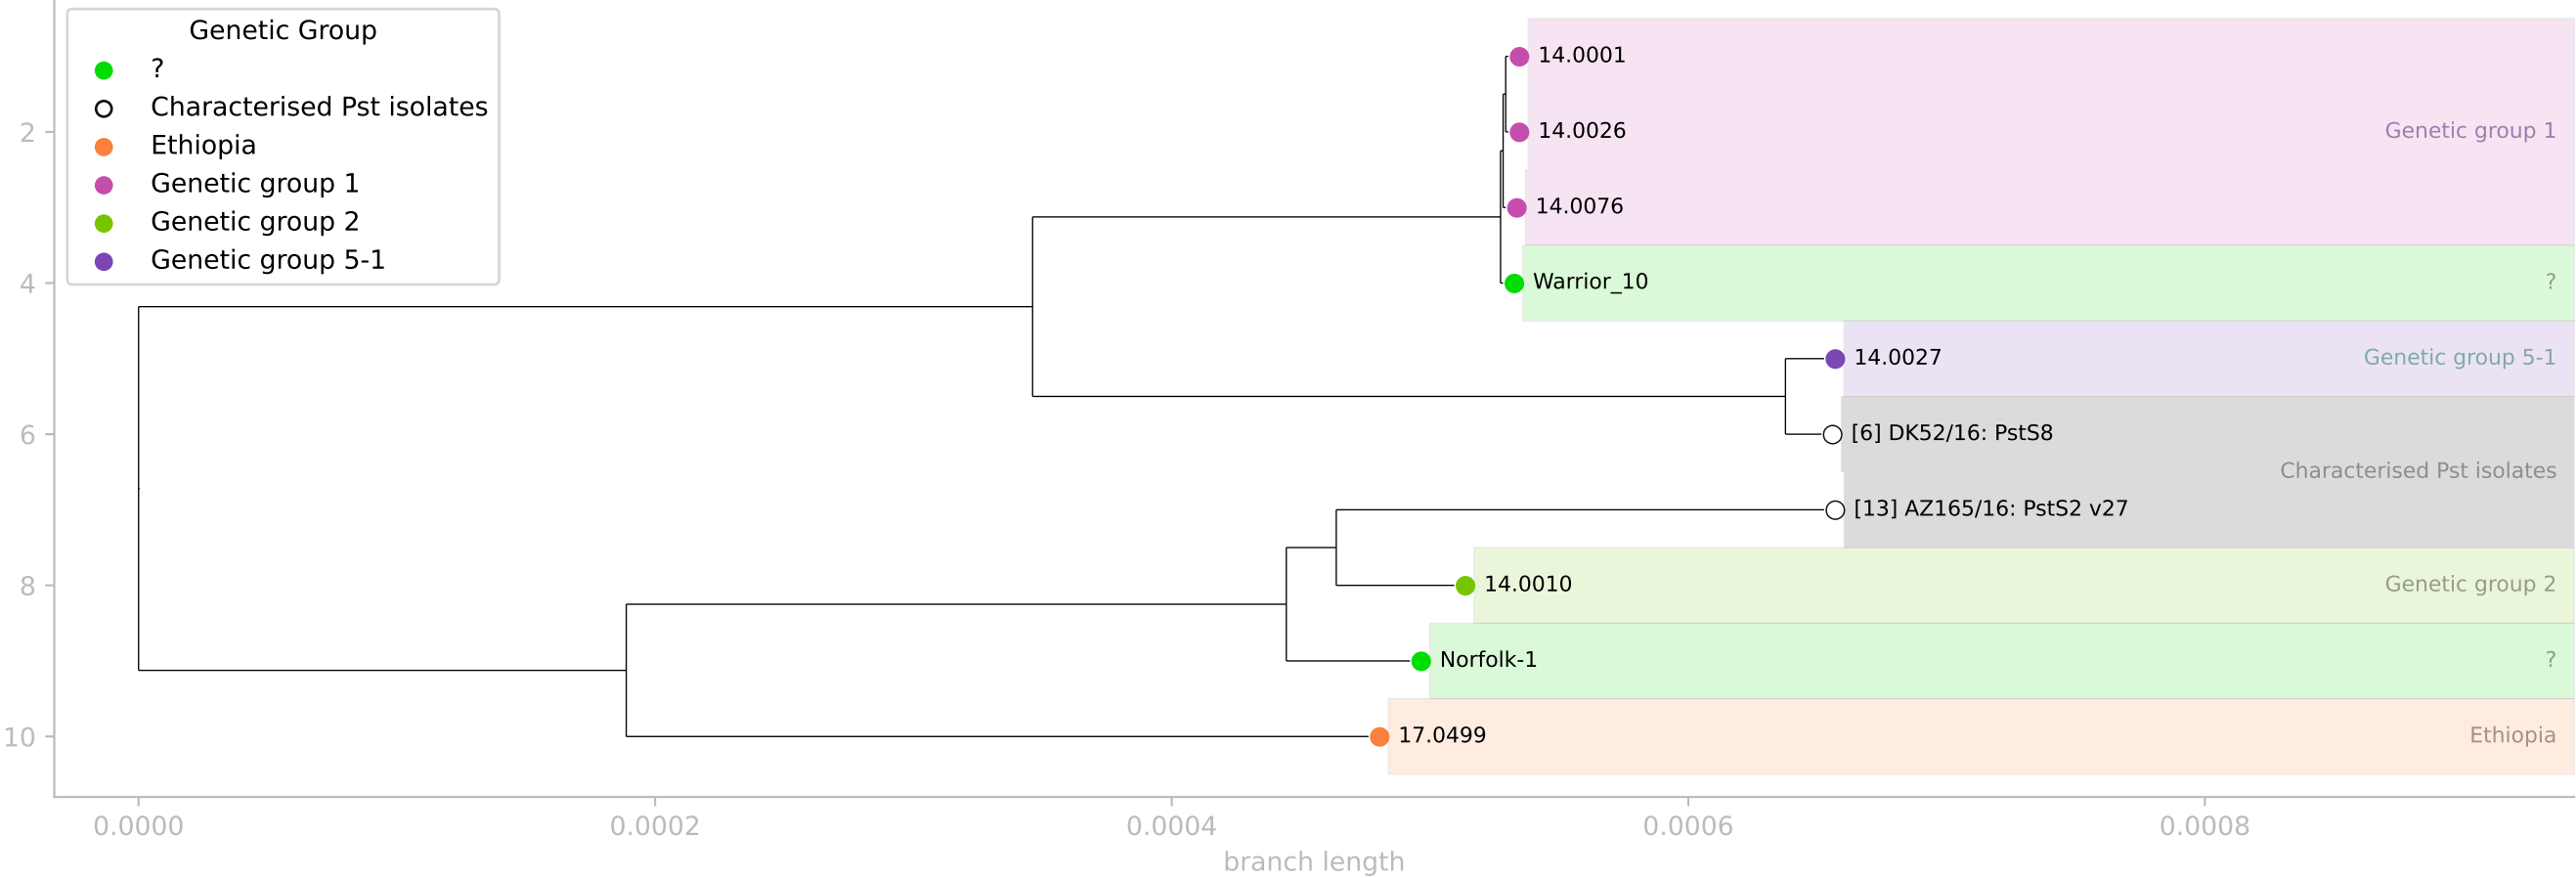 Genetic Group
?
Characterised Pst isolates
Ethiopia
Genetic group 1
Genetic group 2
Genetic group 5-1
14.0001
14.0026
Genetic group 1
14.0076
Warrior_10
?
14.0027
Genetic group 5-1
[6] DK52/16: PstS8
Characterised Pst isolates
[13] AZ165/16: PstS2 v27
14.0010
Genetic group 2
Norfolk-1
?
17.0499
Ethiopia
2
4
6
8
10
0.0000
0.0002
0.0004
0.0006
0.0008
branch length